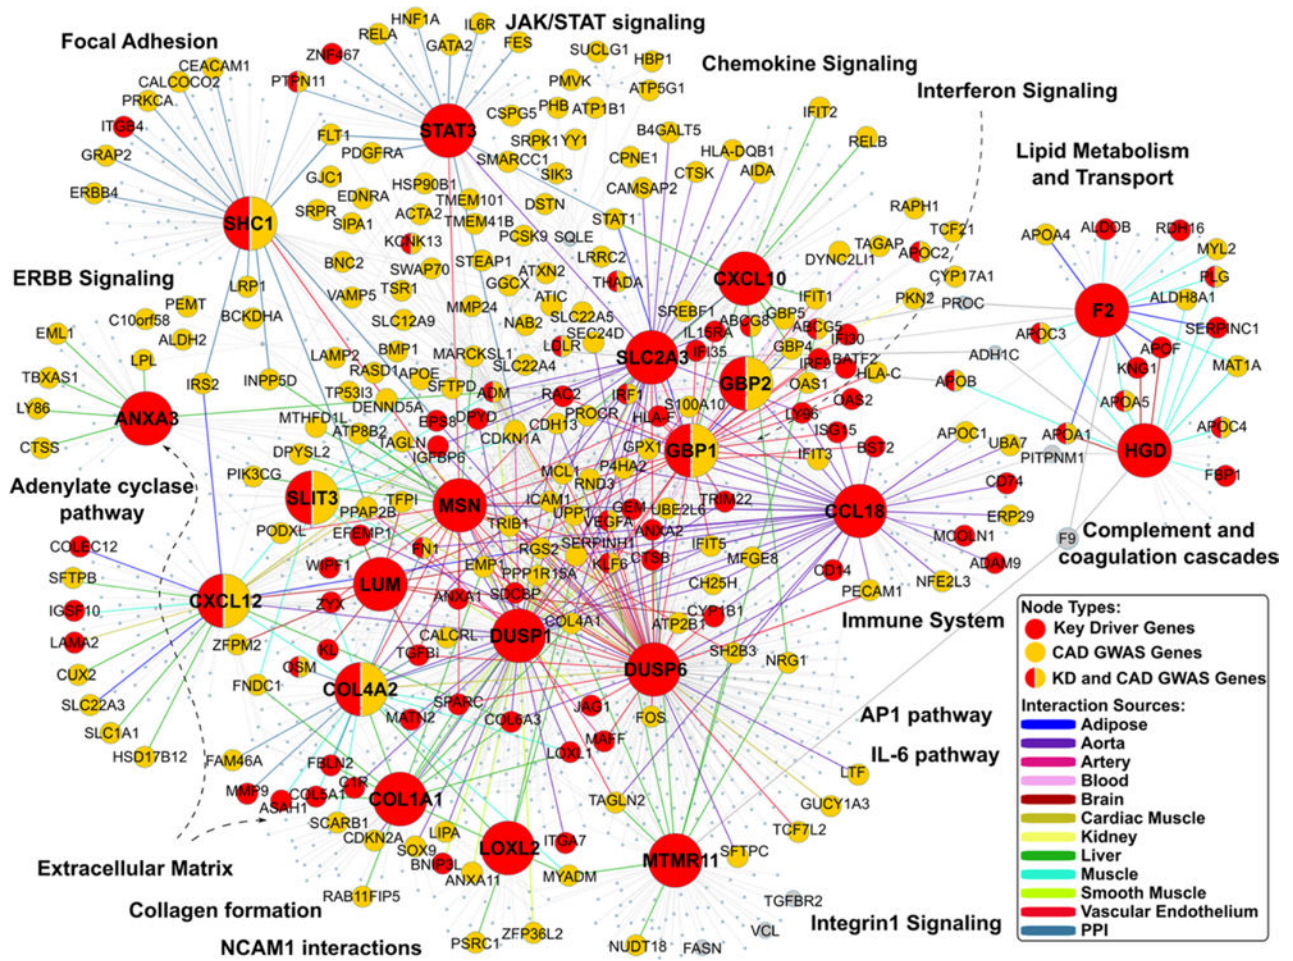 JAK/STAT signaling
Focal Adhesion
HNF1A
IL6R
RELA
GATA2
FES
ZNF467
SUCLG1
HBP1
CEACAM1
CALCOCO2
PTPN11
PMVK
ATP5G1
Chemokine Signaling
Interferon Signaling
PRKCA
ITGB4
GRAP2
ERBB4
FLT1
PDGFRA
STAT3
CSPG5
PHB
ATP1B1
SRPK1
YY1
SMARCC1
SIK3
B4GALT5
CPNE1
HLA-DQB1
CTSK
AIDA
CAMSAP2
IFIT2
RELB
Lipid Metabolism
and Transport
SHC1
GJC1
EDNRA
SRPR
SIPA1
HSP90B1
ACTA2
TMEM101
TMEM41B
DSTN
STAT1
KCNK13
PCSK9
SQLE
RAPH1
TCF21
TAGAP
APOC2
DYNC2LI1
CYP17A1
APOA4
ALDOB
RDH16
MYL2
PLG
ERBB Signaling
BNC2
SWAP70
STEAP1
ATXN2
LRRC2
THADA
GGCX
CXCL10
PKN2
PROC
ALDH8A1
F2
SERPINC1
LRP1
VAMP5
TSR1
MMP24
ATIC
SLC22A5
SREBF1
IFIT1
GBP5
PEMT
C10orf58
BCKDHA
SLC12A9
NAB2
SEC24D
IL15RA
ABCG8
ABCG5
IFI30
APOC3
APOF
EML1
ALDH2
LPL
LAMP2
BMP1
MARCKSL1
LDLR
SLC2A3
IFI35
GBP4
IRF9
BATF2
ADH1C
KNG1
MAT1A
TBXAS1
IRS2
INPP5D
RASD1
APOE
SFTPD
SLC22A4
GBP2
OAS1
HLA-C
APOB
APOA5
TP53I3
ADM
RAC2
IRF1
S100A10
OAS2
LY86
ANXA3
DENND5A
MTHFD1L
EPS8
DPYD
PROCR
HLA-E
LY96
APOC4
CTSS
ATP8B2
TAGLN
CDKN1A
CDH13
GPX1
GBP1
ISG15
BST2
APOC1
UBA7
APOA1
PITPNM1
HGD
IGFBP6
DPYSL2
P4HA2
MCL1
RND3
IFIT3
FBP1
Adenylate cyclase
pathway
PIK3CG
SLIT3
TFPI
MSN
ICAM1
UPP1
GEM
UBE2L6
TRIM22
CD74
PPAP2B
TRIB1
VEGFA
CCL18
ERP29
F9
Complement and
coagulation cascades
PODXL
EFEMP1
ANXA2
COLEC12
FN1
RGS2
SERPINH1
IFIT5
MFGE8
MCOLN1
SFTPB
WIPF1
EMP1
PPP1R15A
KLF6
CTSB
CD14
ADAM9
NFE2L3
IGSF10
CXCL12
LUM
ZYX
ANXA1
SDCBP
CH25H
PECAM1
LAMA2
COL4A1
CYP1B1
ATP2B1
Immune System
ZFPM2
CALCRL
DUSP1
KL
TGFBI
SH2B3
NRG1
CUX2
OSM
DUSP6
FNDC1
COL4A2
SLC22A3
SPARC
MATN2
JAG1
COL6A3
FOS
SLC1A1
MAFF
HSD17B12
FAM46A
FBLN2
LOXL1
AP1 pathway
IL-6 pathway
C1R
MMP9
COL5A1
ASAH1
COL1A1
TAGLN2
LTF
GUCY1A3
SCARB1
CDKN2A
LIPA
SOX9
ITGA7
TCF7L2
Extracellular Matrix
BNIP3L
LOXL2
MTMR11
SFTPC
ANXA11
MYADM
RAB11FIP5
TGFBR2
Collagen formation
Integrin1 Signaling
NCAM1 interactions
PSRC1
ZFP36L2
NUDT18
FASN
VCL
Node Types:
Key Driver Genes
CAD GWAS Genes
KD and CAD GWAS Genes
Interaction Sources:
Adipose
Aorta
Artery
Blood
Brain
Cardiac Muscle
Kidney
Liver
Muscle
Smooth Muscle
Vascular Endothelium
PPI